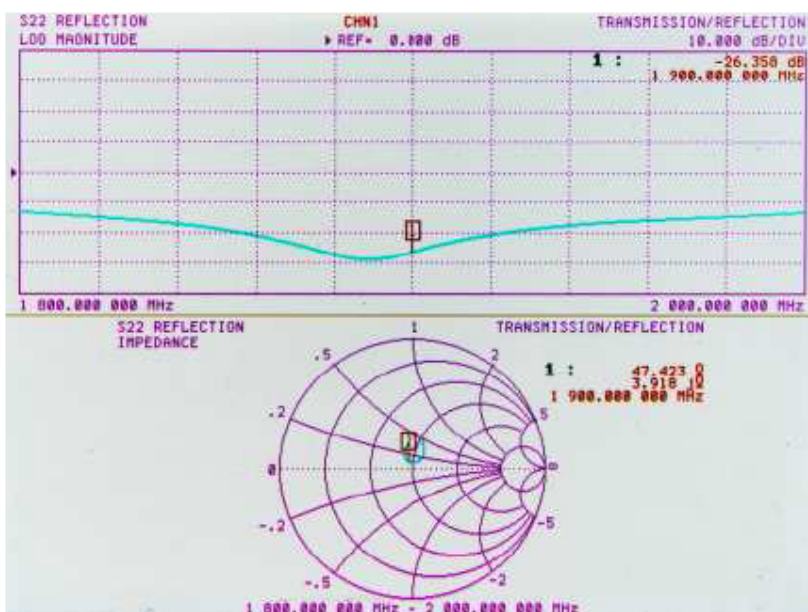 S22 REFLECTION CHN1 TRANSMISSION/REFLECTION
LOG MAGNITUDE REF= 0.000 dB 10.000 dB/DIU
1 : -26.358 dB
1 900.000 000 MHz
1
1 800.000 000 MHz 2 000.000 000 MHz
S22 REFLECTION 1 TRANSMISSION/REFLECTION
IMPEDANCE
.5 2
1 : 47.423 Ω
3.918 jΩ
1 900.000 000 MHz
.2 5
1
0 ∞
-.2 -5
-.5 -2
1 800.000 000 MHz - 2 000.000 000 MHz